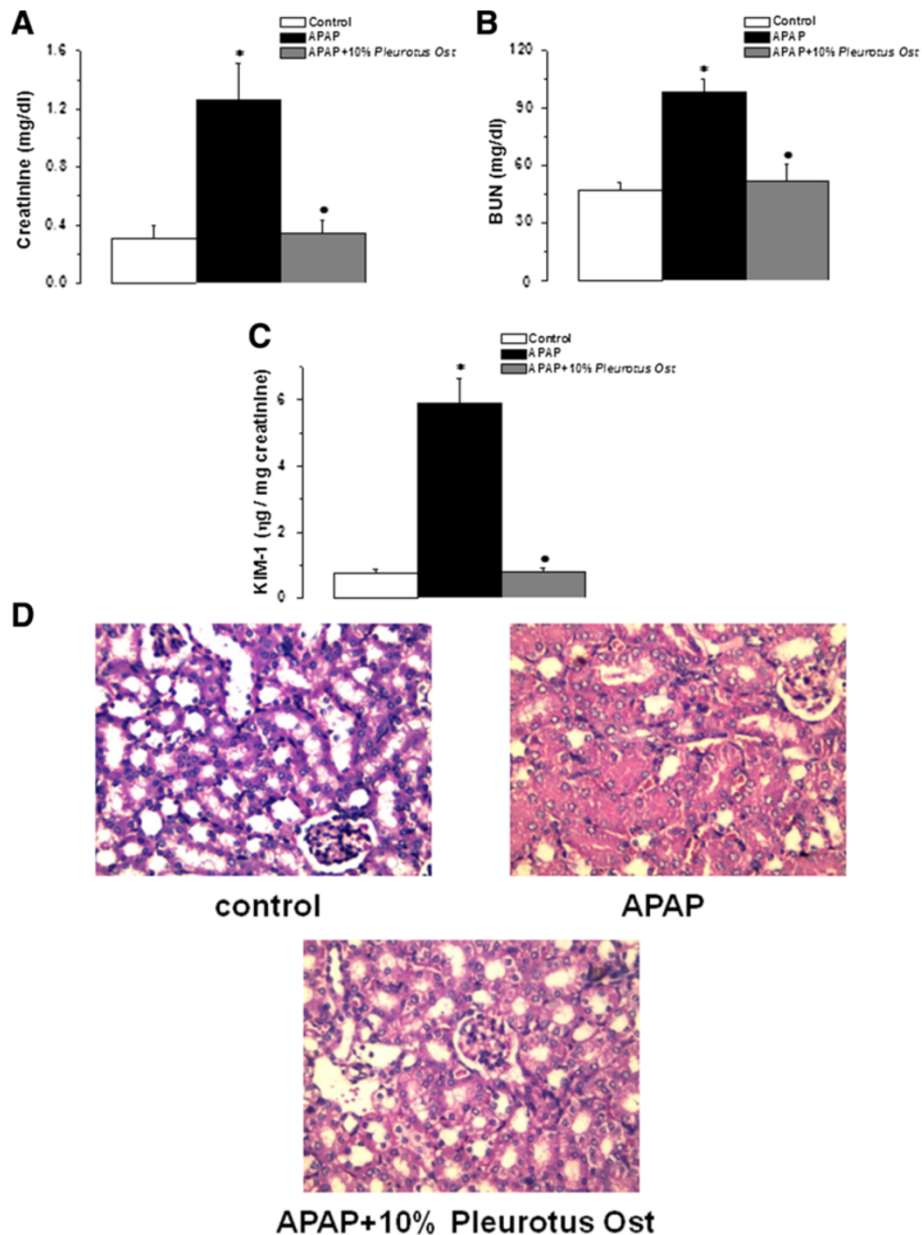 A
Control
APAP
APAP+10% Pleurotus Ost
1.6
1.2
0.8
0.4
0.0
Creatinine (mg/dl)
*
•
B
Control
APAP
APAP+10% Pleurotus Ost
120
90
60
30
0
BUN (mg/dl)
*
•
C
Control
APAP
APAP+10% Pleurotus Ost
6
4
2
0
KIM-1 (ηg / mg creatinine)
*
•
D
control
APAP
APAP+10% Pleurotus Ost